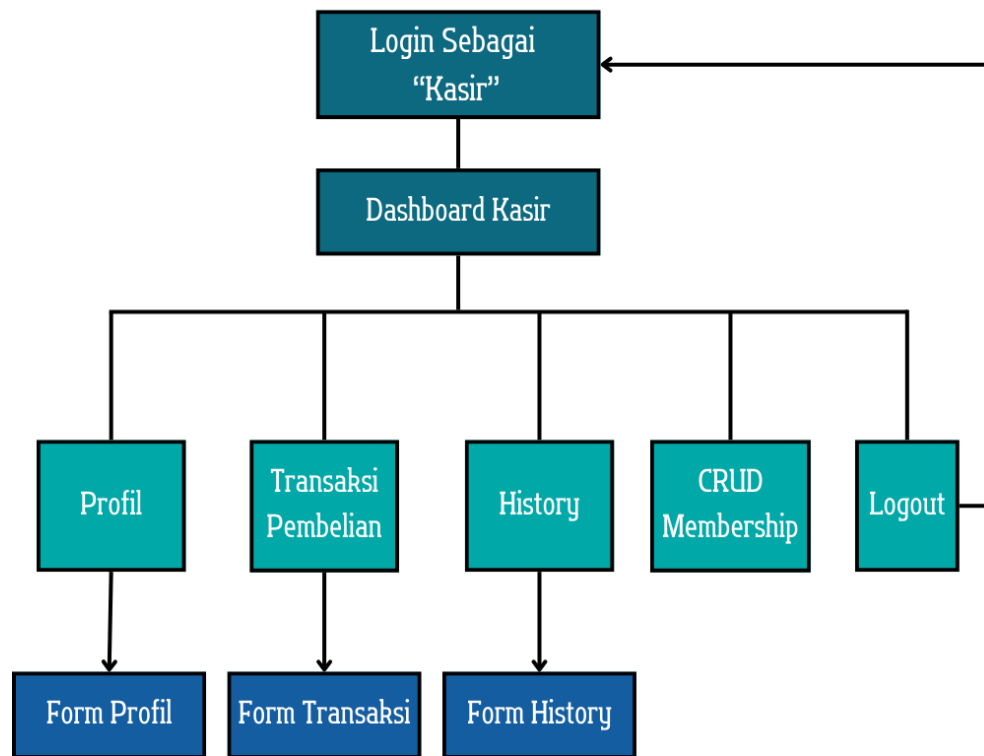 Login Sebagai
“Kasir”
Dashboard Kasir
Profil
Transaksi
Pembelian
History
CRUD
Membership
Logout
Form Profil
Form Transaksi
Form History